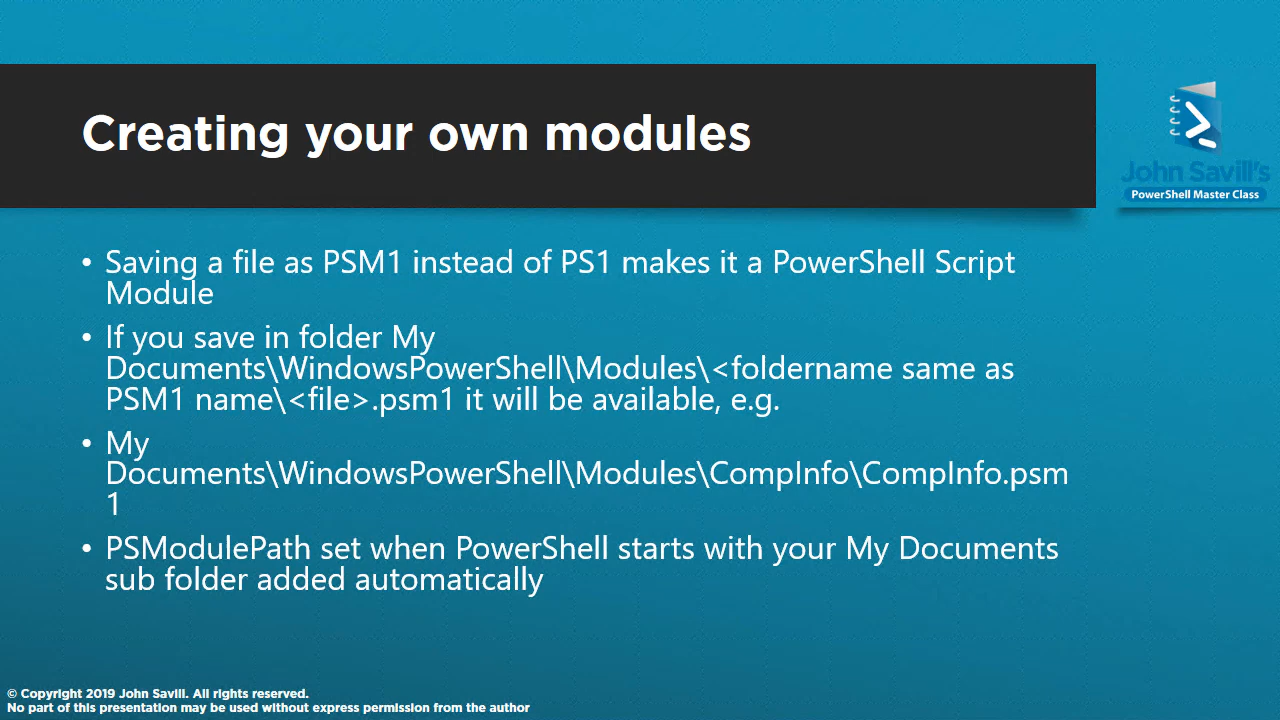 Creating your own modules
John Savill's
PowerShell Master Class
• Saving a file as PSM1 instead of PS1 makes it a PowerShell Script
Module
• If you save in folder My
Documents\WindowsPowerShell\Modules\<foldername same as
PSM1 name\<file>.psm1 it will be available, e.g.
• My
Documents\WindowsPowerShell\Modules\CompInfo\CompInfo.psm
1
• PSModulePath set when PowerShell starts with your My Documents
sub folder added automatically
© Copyright 2019 John Savill. All rights reserved.
No part of this presentation may be used without express permission from the author